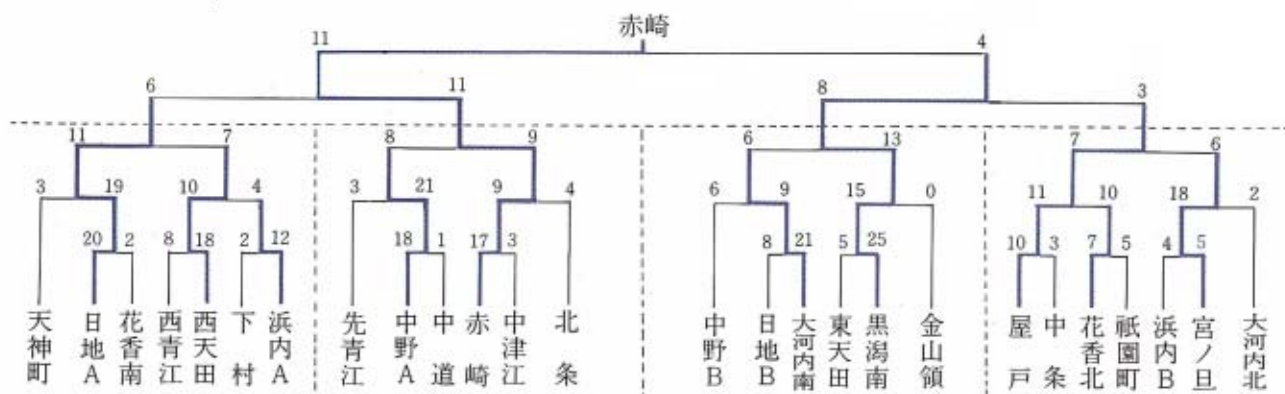 赤崎
11 4
6 11 8 3
11 7 8 9 6 13 7 6
3 19 10 4 3 21 9 4 6 9 15 0 11 10 18 2
20 2 8 18 2 12 18 1 17 3 8 21 5 25 10 3 7 5 4 5
天神町 日地A 花香南 西青江 西天田 下村 浜内A 先青江 中野A 中道 赤崎 中津江 北条 中野B 日地B 大河内南 東天田 黒潟南 金山領 屋戸 中条 花香北 祇園町 浜内B 宮ノ旦 大河内北